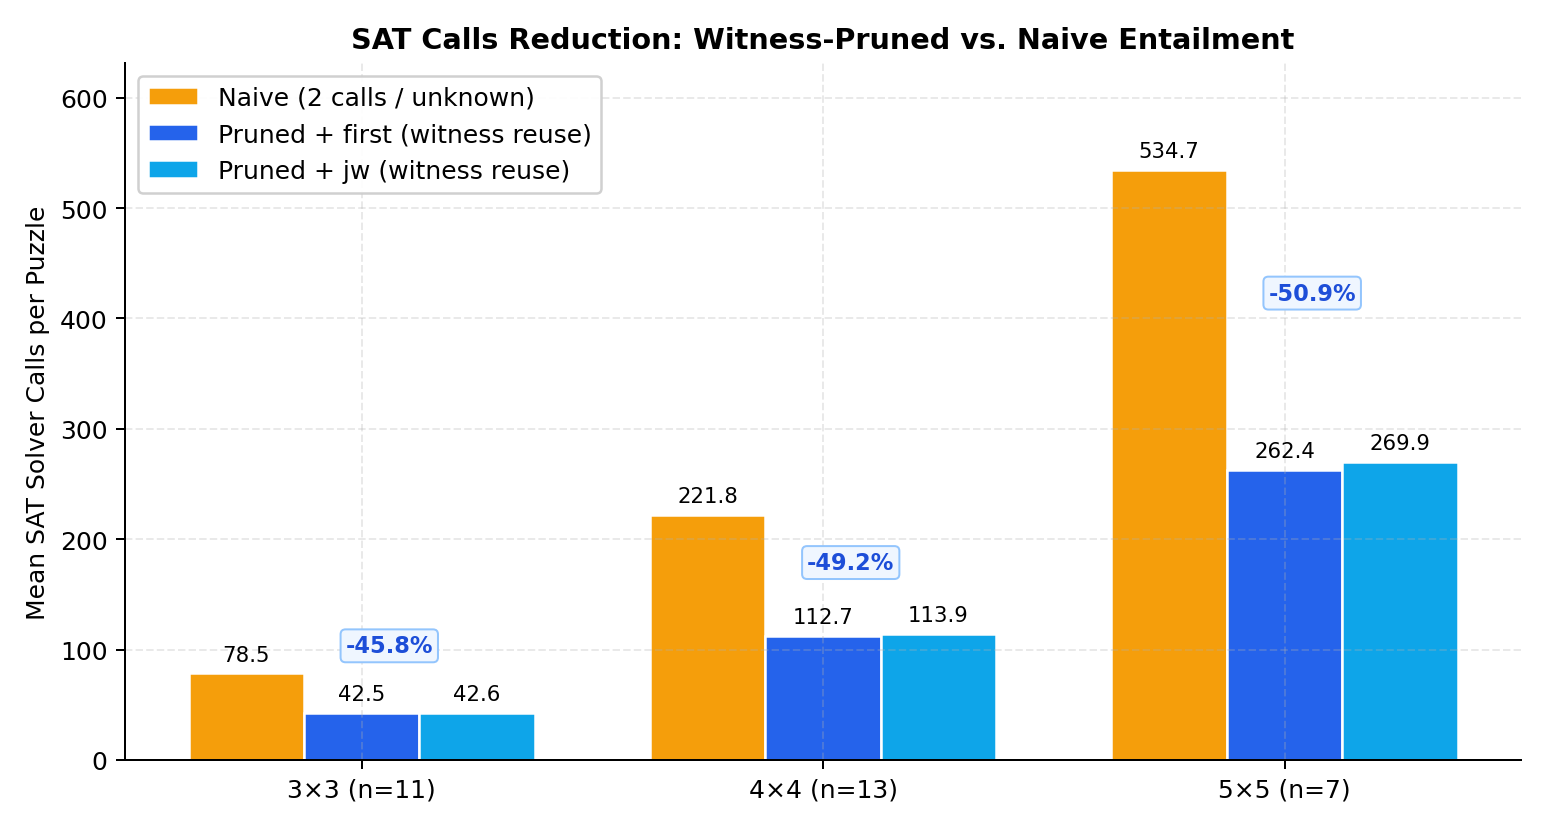 SAT Calls Reduction: Witness-Pruned vs. Naive Entailment
Naive (2 calls / unknown)
Pruned + first (witness reuse)
Pruned + jw (witness reuse)
Mean SAT Solver Calls per Puzzle
600
500
400
300
200
100
0
78.5
42.5
42.6
-45.8%
221.8
112.7
113.9
-49.2%
534.7
262.4
269.9
-50.9%
3×3 (n=11)
4×4 (n=13)
5×5 (n=7)